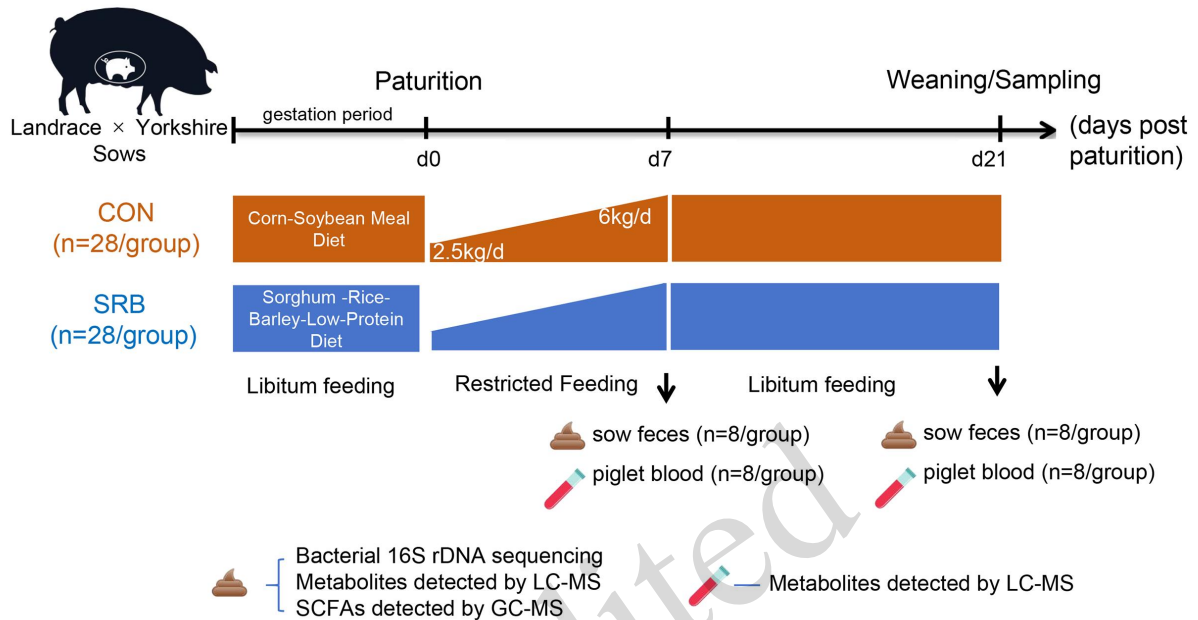 Paturition
Weaning/Sampling
gestation period
Landrace × Yorkshire
Sows
d0
d7
d21
(days post
paturition)
CON
(n=28/group)
Corn-Soybean Meal
Diet
2.5kg/d
6kg/d
SRB
(n=28/group)
Sorghum -Rice-
Barley-Low-Protein
Diet
Libitum feeding
Restricted Feeding
Libitum feeding
sow feces (n=8/group)
piglet blood (n=8/group)
sow feces (n=8/group)
piglet blood (n=8/group)
Bacterial 16S rDNA sequencing
Metabolites detected by LC-MS
SCFAs detected by GC-MS
Metabolites detected by LC-MS